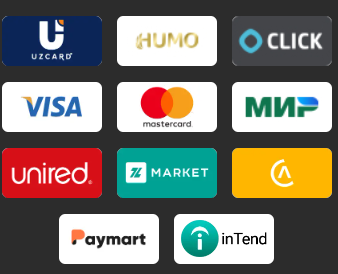 UZCARD
HUMO
CLICK
VISA
mastercard.
МИР
unired.
MARKET
Paymart
inTend